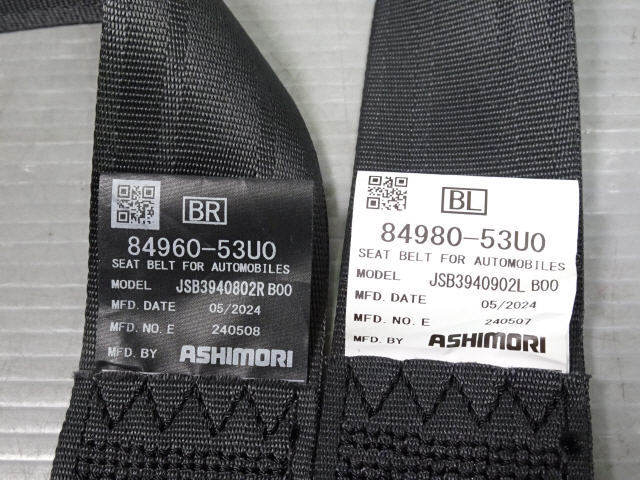 BR
84960-53U0
SEAT BELT FOR AUTOMOBILES
MODEL JSB3940802R B00
MFD. DATE 05/2024
MFD. NO. E 240508
MFD. BY ASHIMORI
BL
84980-53U0
SEAT BELT FOR AUTOMOBILES
MODEL JSB3940902L B00
MFD. DATE 05/2024
MFD. NO. E 240507
MFD. BY ASHIMORI